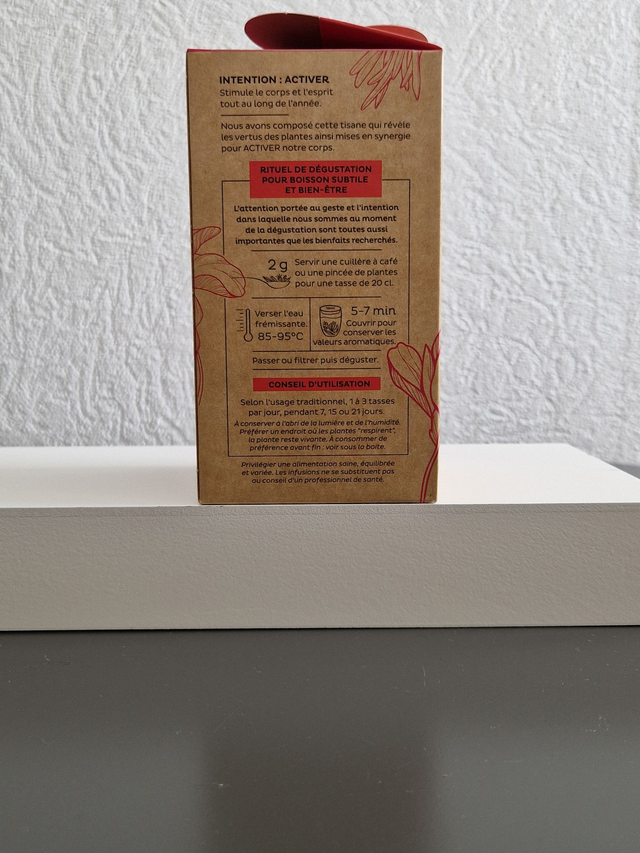 INTENTION : ACTIVER
Stimule le corps et l'esprit
tout au long de l'année.
Nous avons composé cette tisane qui révèle
les vertus des plantes ainsi mises en synergie
pour ACTIVER notre corps.
RITUEL DE DÉGUSTATION
POUR BOISSON SUBTILE
ET BIEN-ÊTRE
L'attention portée au geste et l'intention
dans laquelle nous sommes au moment
de la dégustation sont toutes aussi
importantes que les bienfaits recherchés.
2 g
Servir une cuillère à café
ou une pincée de plantes
pour une tasse de 20 cl.
Verser l'eau
frémissante.
85-95°C
5-7 min
Couvrir pour
conserver les
valeurs aromatiques.
Passer ou filtrer puis déguster.
CONSEIL D'UTILISATION
Selon l'usage traditionnel, 1 à 3 tasses
par jour, pendant 7, 15 ou 21 jours.
À conserver à l'abri de la lumière et de l'humidité.
Préférer un endroit où les plantes "respirent",
la plante reste vivante. À consommer de
préférence avant fin : voir sous la boîte.
Privilégier une alimentation saine, équilibrée
et variée. Les infusions ne se substituent pas
au conseil d'un professionnel de santé.